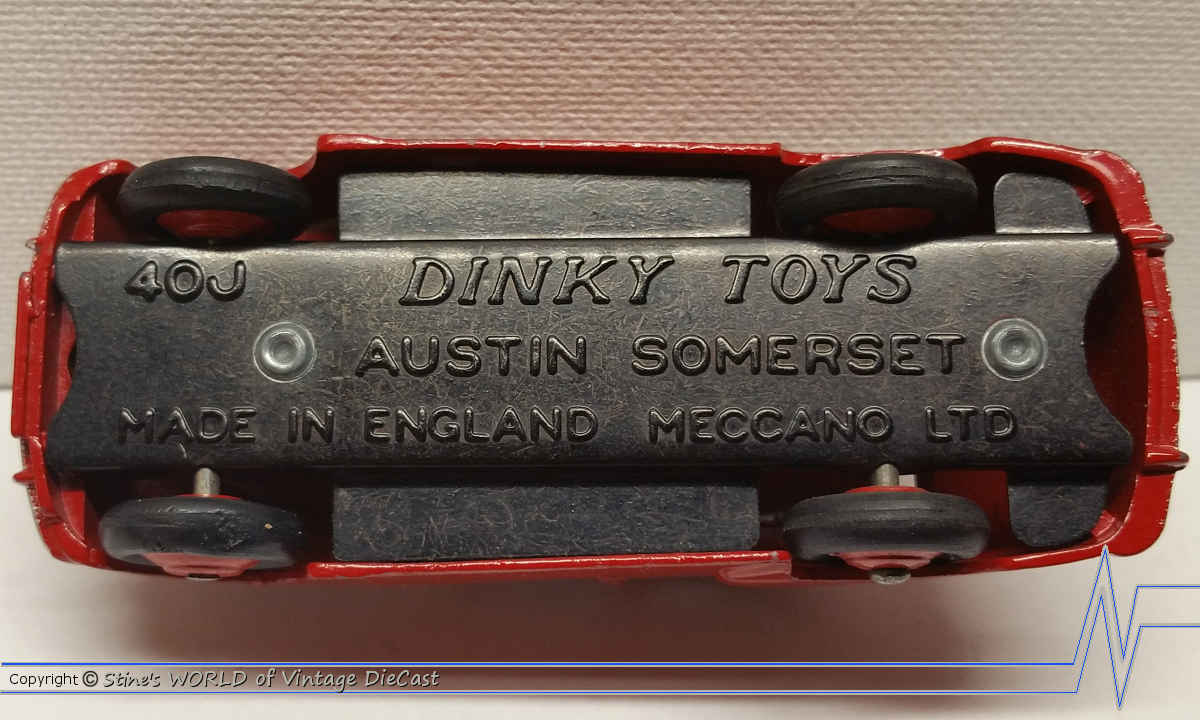 40J DINKY TOYS
AUSTIN SOMERSET
MADE IN ENGLAND MECCANO LTD
Copyright © Stine's WORLD of Vintage DieCast